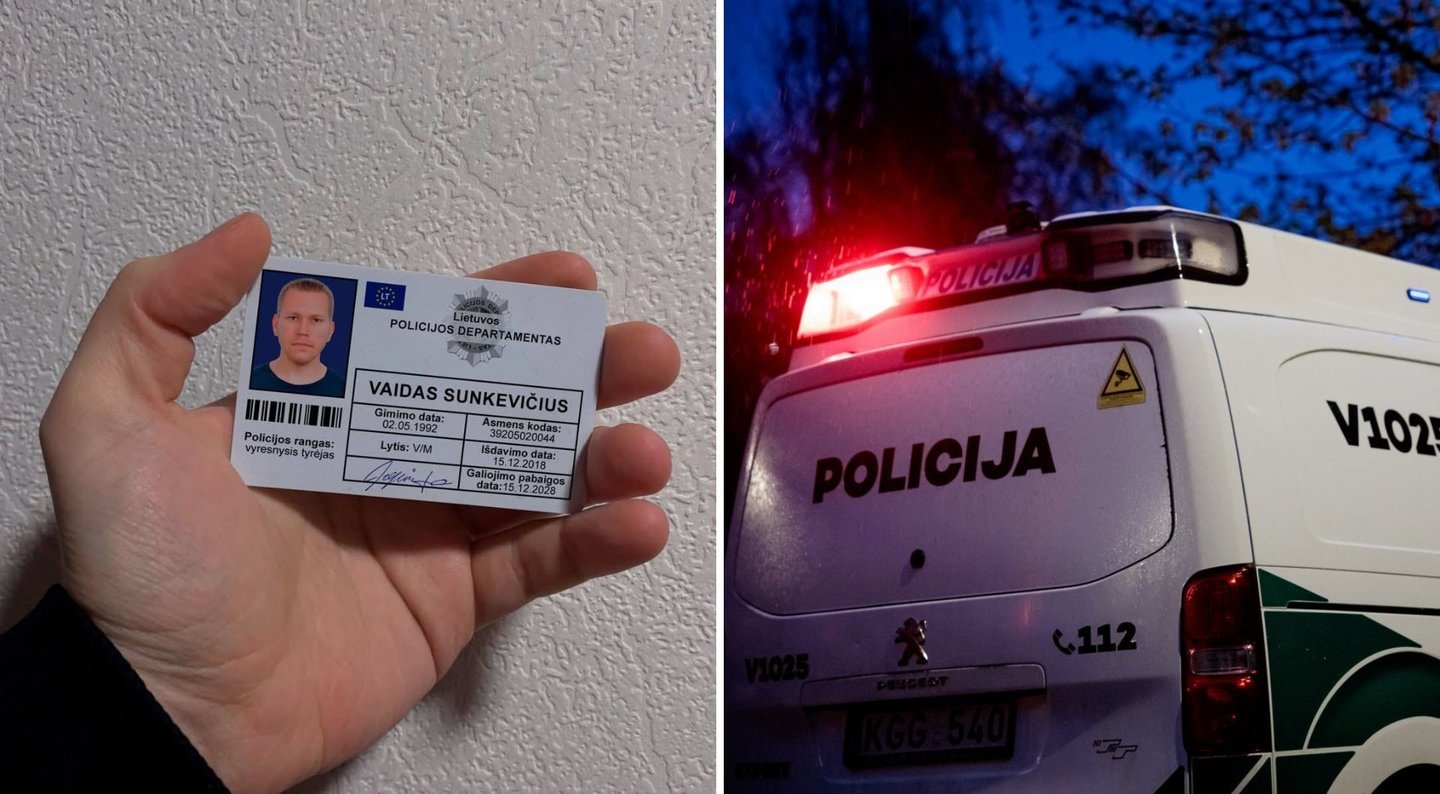 LT
Lietuvos
POLICIJOS DEPARTAMENTAS
VAIDAS SUNKEVIČIUS
Gimimo data:
02.05.1992
Asmens kodas:
39205020044
Lytis: V/M
Išdavimo data:
15.12.2018
Galiojimo pabaigos
data:15.12.2028
Policijos rangas:
vyresnysis tyrėjas
POLICIJA
POLICIJA
V1025
112
V1025
PEUGEOT
KGG 540
EXPERT